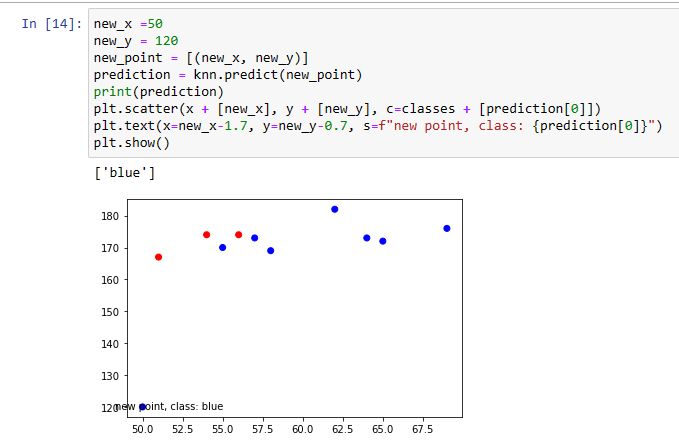 In [14]: new_x =50
new_y = 120
new_point = [(new_x, new_y)]
prediction = knn.predict(new_point)
print(prediction)
plt.scatter(x + [new_x], y + [new_y], c=classes + [prediction[0]])
plt.text(x=new_x-1.7, y=new_y-0.7, s=f"new point, class: {prediction[0]}")
plt.show()
['blue']
180
170
160
150
140
130
120
new point, class: blue
50.0 52.5 55.0 57.5 60.0 62.5 65.0 67.5